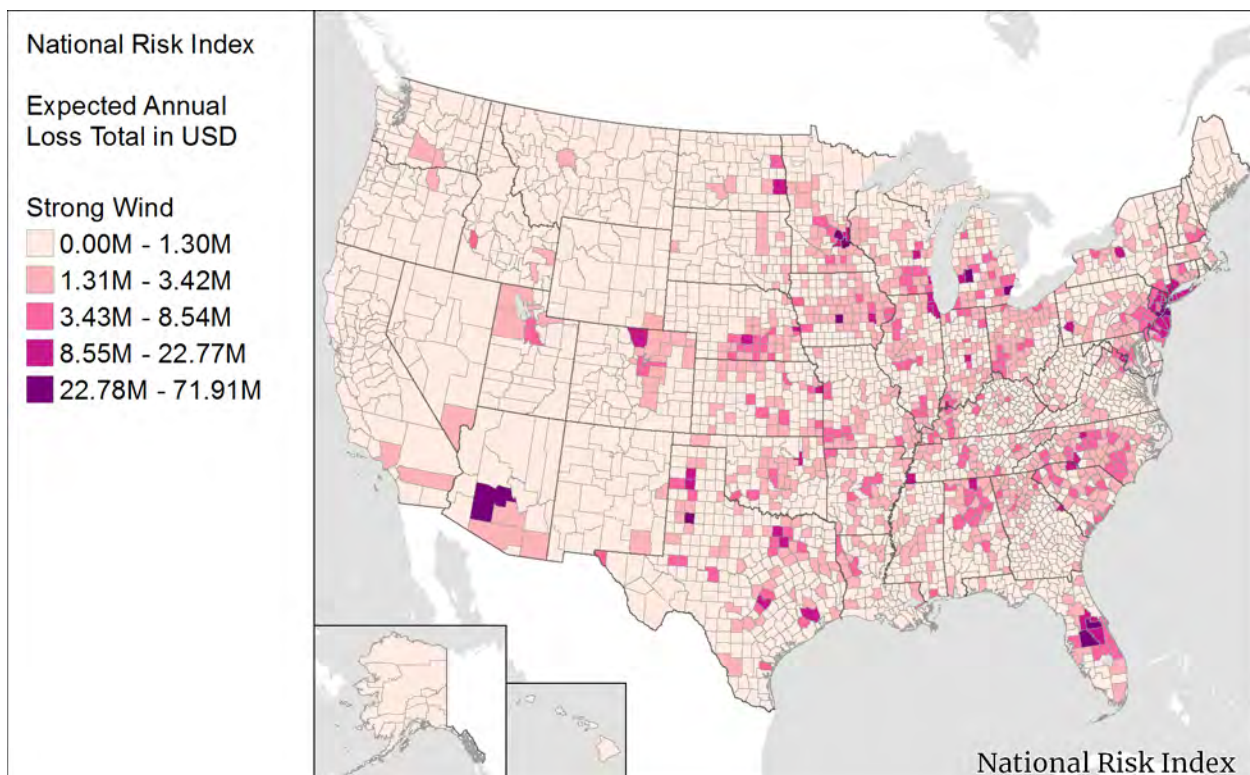 National Risk Index
Expected Annual
Loss Total in USD
Strong Wind
0.00M - 1.30M
1.31M - 3.42M
3.43M - 8.54M
8.55M - 22.77M
22.78M - 71.91M
National Risk Index